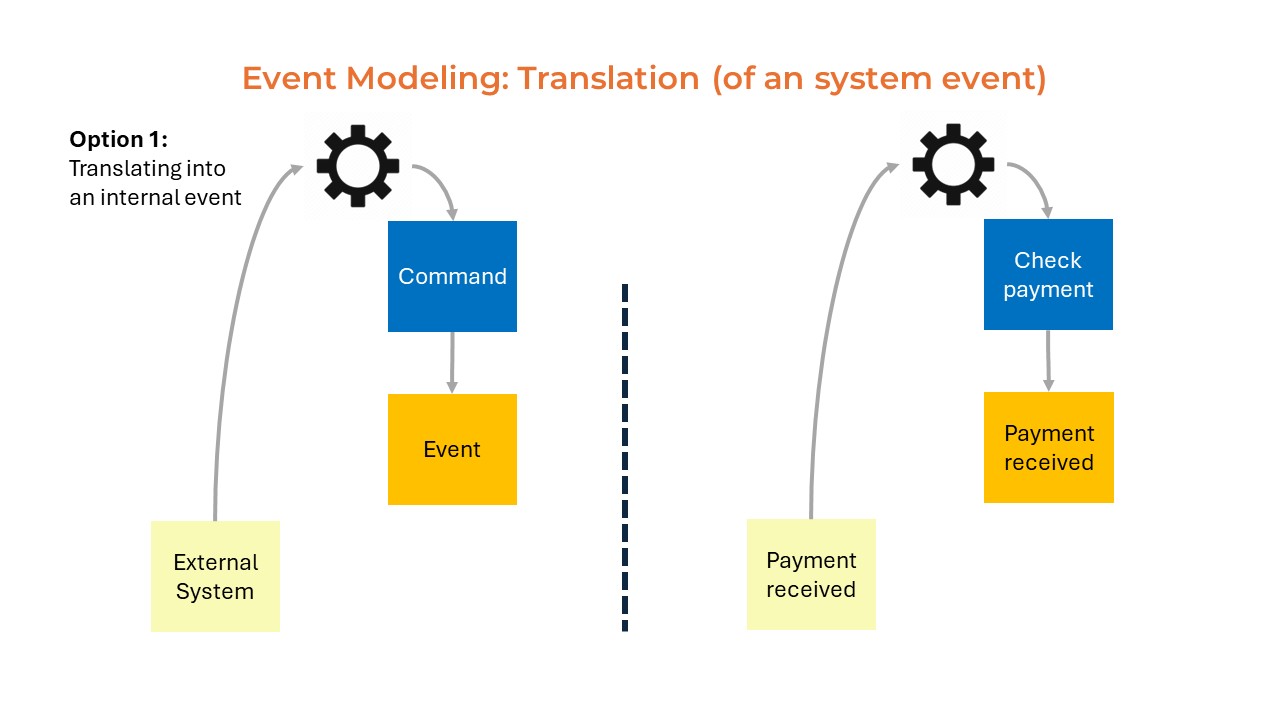 Event Modeling: Translation (of an system event)
Option 1:
Translating into
an internal event
Command
Event
External
System
Check
payment
Payment
received
Payment
received